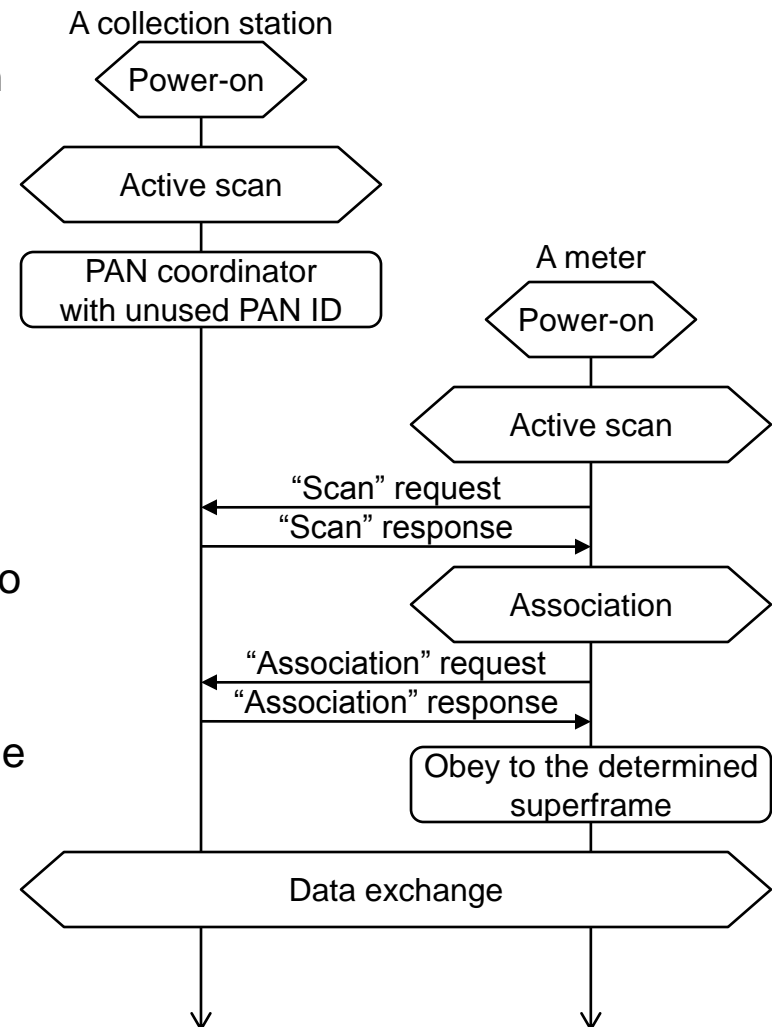 A collection station
Power-on
Active scan
PAN coordinator
with unused PAN ID
A meter
Power-on
Active scan
“Scan” request
“Scan” response
Association
“Association” request
“Association” response
Obey to the determined
superframe
Data exchange